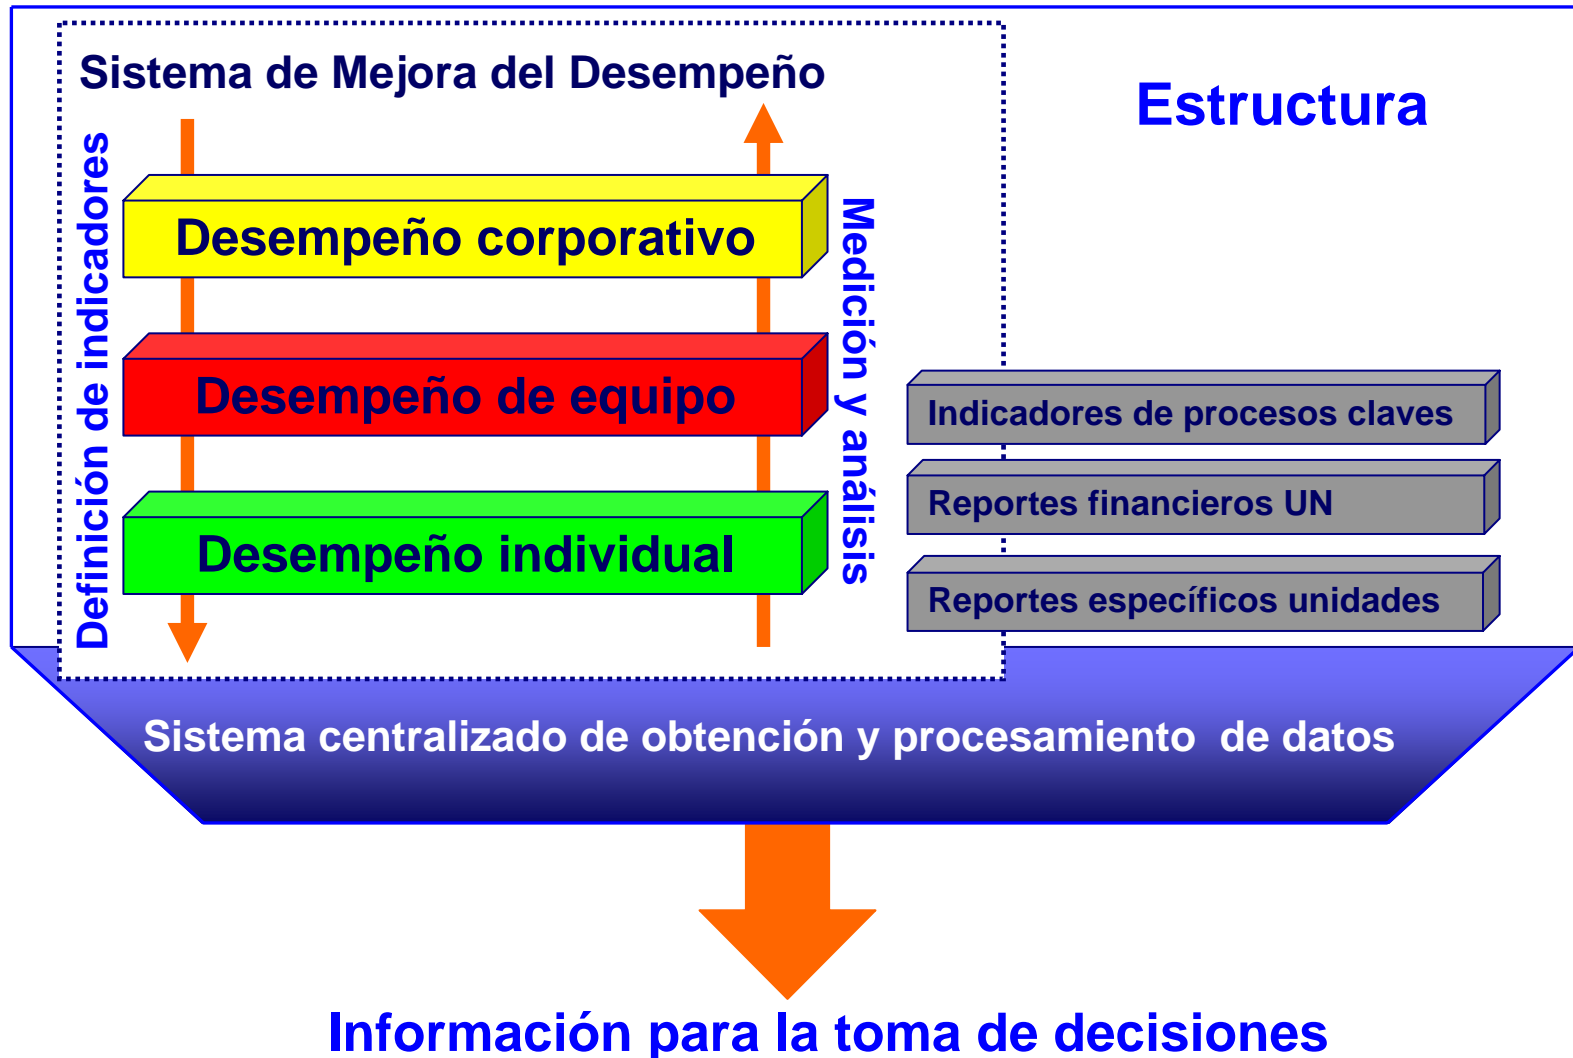 Sistema de Mejora del Desempeño
Estructura
Definición de indicadores
Desempeño corporativo
Desempeño de equipo
Desempeño individual
Medición y análisis
Indicadores de procesos claves
Reportes financieros UN
Reportes específicos unidades
Sistema centralizado de obtención y procesamiento  de datos
Información para la toma de decisiones